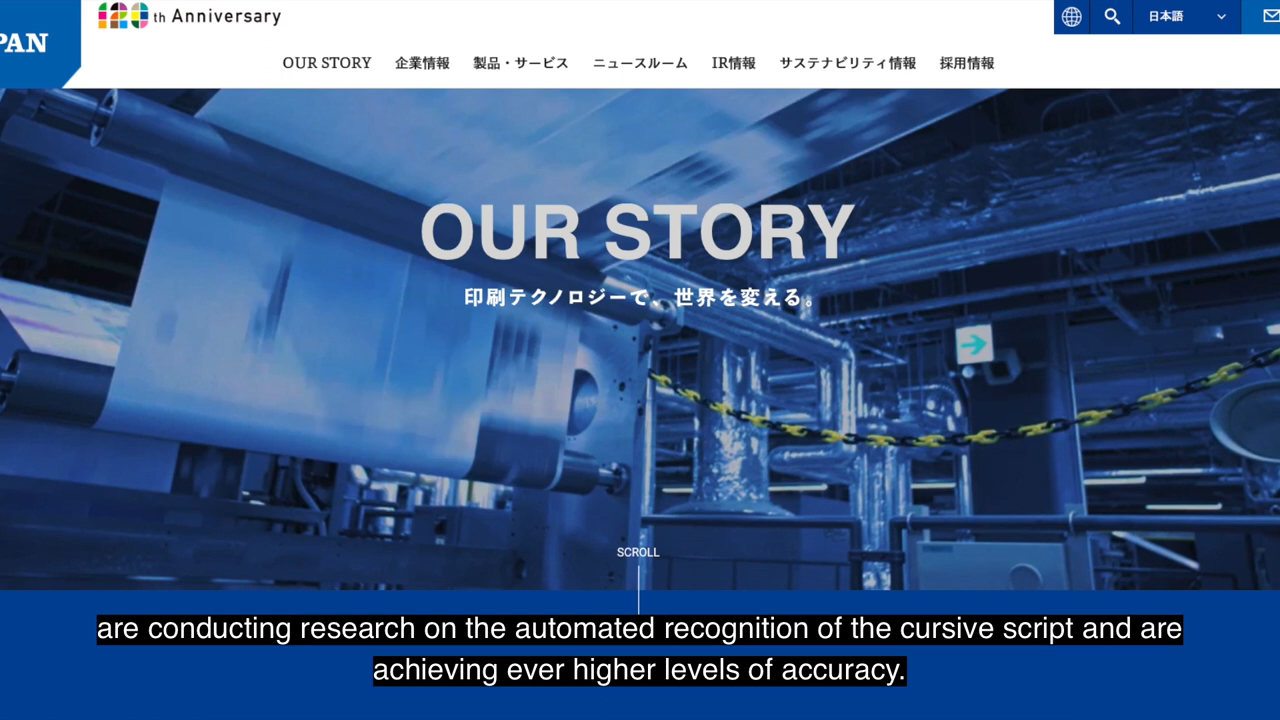 PAN
120th Anniversary
日本語
OUR STORY
企業情報
製品・サービス
ニュースルーム
IR情報
サステナビリティ情報
採用情報
OUR STORY
印刷テクノロジーで、世界を変える。
SCROLL
are conducting research on the automated recognition of the cursive script and are
achieving ever higher levels of accuracy.